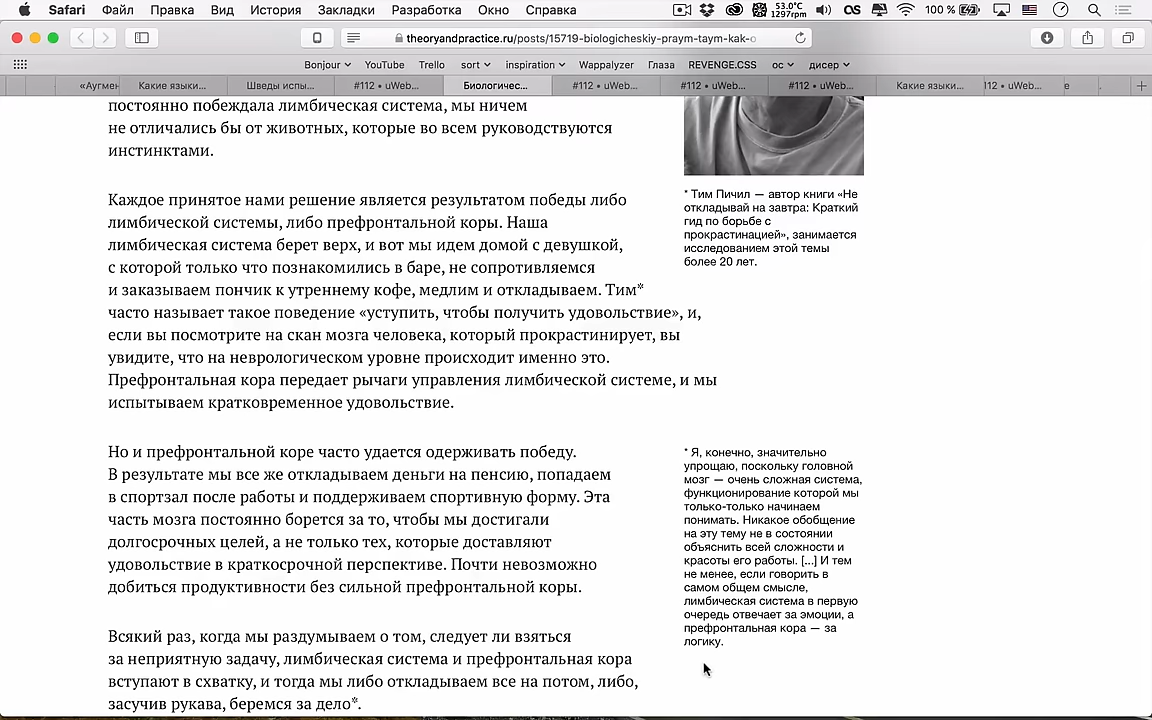 Safari Файл Правка Вид История Закладки Разработка Окно Справка 53.0°C 1297rpm 100 %
theoryandpractice.ru/posts/15719-biologicheskiy-praym-taym-kak-o
Bonjour YouTube Trello sort inspiration Wappalyzer Глаза REVENGE.CSS ос дисер
«Аугмен Какие языки... Шведы испы... #112 • uWeb... Биологичес... #112 • uWeb... #112 • uWeb... #112 • uWeb... Какие языки... #112 • uWeb...
постоянно побеждала лимбическая система, мы ничем
не отличались бы от животных, которые во всем руководствуются
инстинктами.
* Тим Пичил — автор книги «Не
откладывай на завтра: Краткий
гид по борьбе с
прокрастинацией», занимается
исследованием этой темы
более 20 лет.
Каждое принятое нами решение является результатом победы либо
лимбической системы, либо префронтальной коры. Наша
лимбическая система берет верх, и вот мы идем домой с девушкой,
с которой только что познакомились в баре, не сопротивляемся
и заказываем пончик к утреннему кофе, медлим и откладываем. Тим*
часто называет такое поведение «уступить, чтобы получить удовольствие», и,
если вы посмотрите на скан мозга человека, который прокрастинирует, вы
увидите, что на неврологическом уровне происходит именно это.
Префронтальная кора передает рычаги управления лимбической системе, и мы
испытываем кратковременное удовольствие.
Но и префронтальной коре часто удается одерживать победу.
В результате мы все же откладываем деньги на пенсию, попадаем
в спортзал после работы и поддерживаем спортивную форму. Эта
часть мозга постоянно борется за то, чтобы мы достигали
долгосрочных целей, а не только тех, которые доставляют
удовольствие в краткосрочной перспективе. Почти невозможно
добиться продуктивности без сильной префронтальной коры.
* Я, конечно, значительно
упрощаю, поскольку головной
мозг — очень сложная система,
функционирование которой мы
только-только начинаем
понимать. Никакое обобщение
на эту тему не в состоянии
объяснить всей сложности и
красоты его работы. [...] И тем
не менее, если говорить в
самом общем смысле,
лимбическая система в первую
очередь отвечает за эмоции, а
префронтальная кора — за
логику.
Всякий раз, когда мы раздумываем о том, следует ли взяться
за неприятную задачу, лимбическая система и префронтальная кора
вступают в схватку, и тогда мы либо откладываем все на потом, либо,
засучив рукава, беремся за дело*.